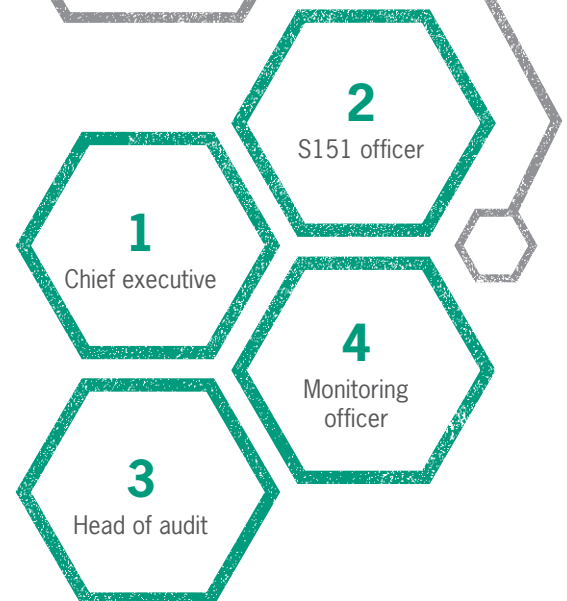 2
S151 officer
1
Chief executive
4
Monitoring
officer
3
Head of audit